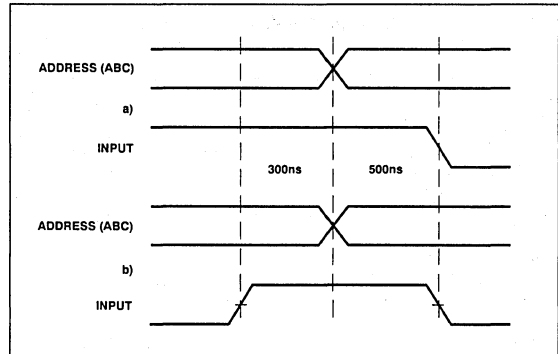 ADDRESS (ABC)
a)
INPUT
300ns 500ns
ADDRESS (ABC)
b)
INPUT